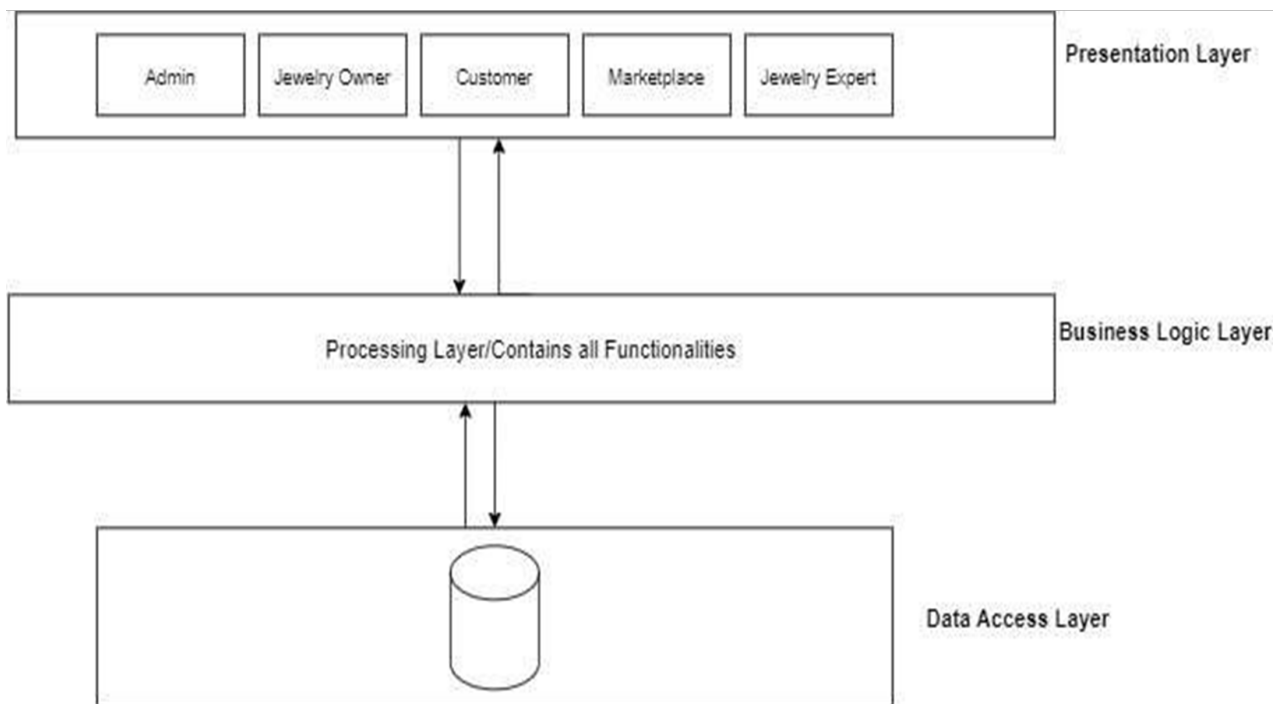 Presentation Layer
Admin
Jewelry Owner
Customer
Marketplace
Jewelry Expert
Business Logic Layer
Processing Layer/Contains all Functionalities
Data Access Layer